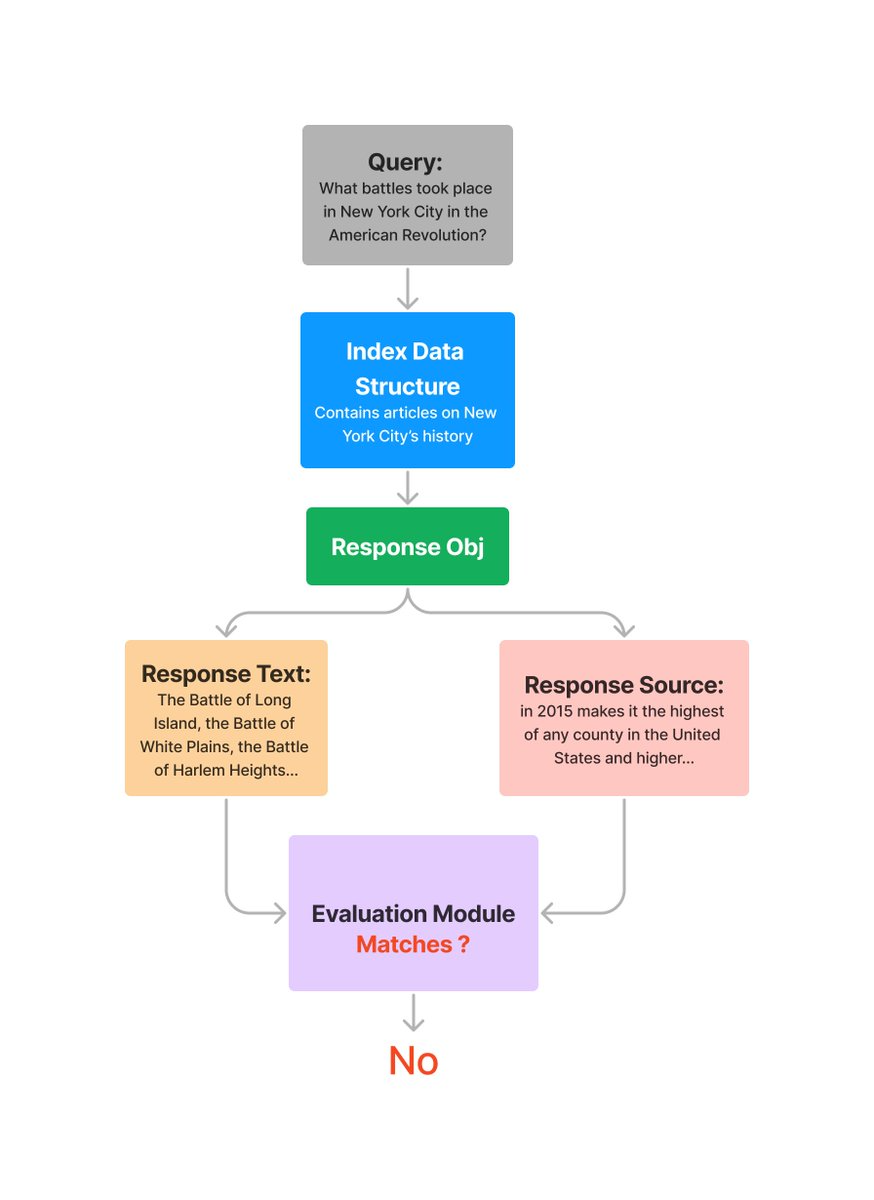 Query:
What battles took place
in New York City in the
American Revolution?
Index Data
Structure
Contains articles on New
York City’s history
Response Obj
Response Text:
The Battle of Long
Island, the Battle of
White Plains, the Battle
of Harlem Heights...
Response Source:
in 2015 makes it the highest
of any county in the United
States and higher...
Evaluation Module
Matches ?
No